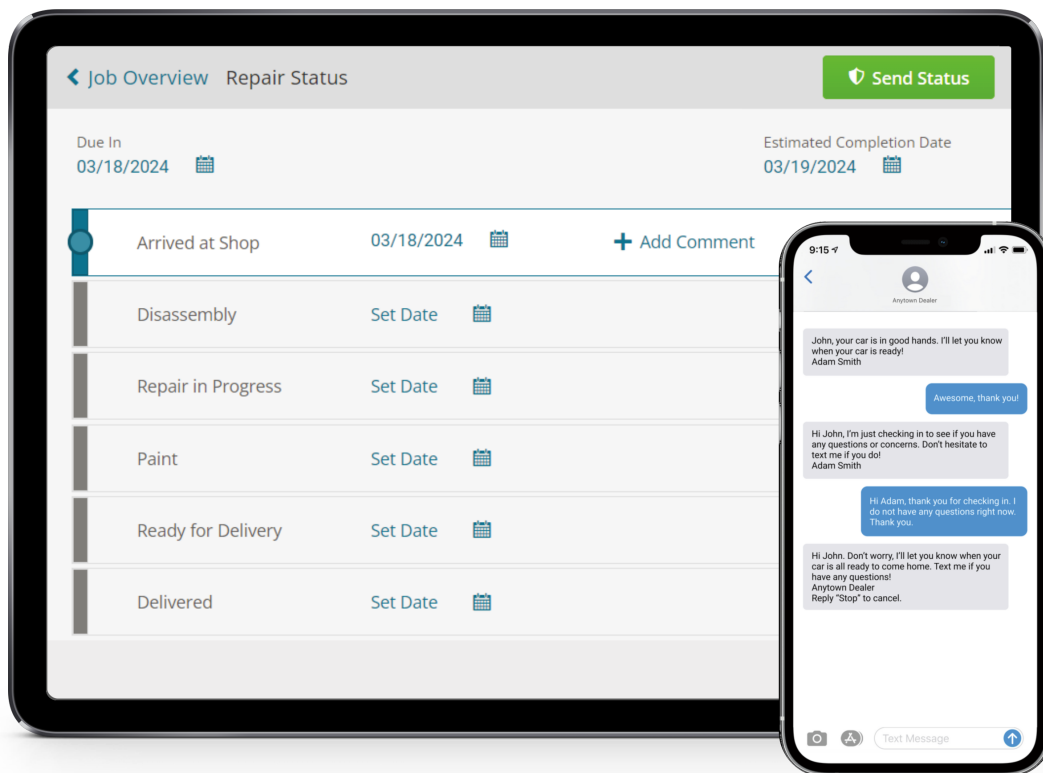 Job Overview Repair Status
Send Status
Due In
03/18/2024
Estimated Completion Date
03/19/2024
Arrived at Shop 03/18/2024 Add Comment
Disassembly Set Date
Repair in Progress Set Date
Paint Set Date
Ready for Delivery Set Date
Delivered Set Date
9:15
Anytown Dealer
John, your car is in good hands. I'll let you know
when your car is ready!
Adam Smith
Awesome, thank you!
Hi John, I'm just checking in to see if you have
any questions or concerns. Don't hesitate to
text me if you do!
Adam Smith
Hi Adam, thank you for checking in. I
do not have any questions right now.
Thank you.
Hi John. Don't worry, I'll let you know when your
car is all ready to come home. Text me if you
have any questions!
Anytown Dealer
Reply "Stop" to cancel.
Text Message